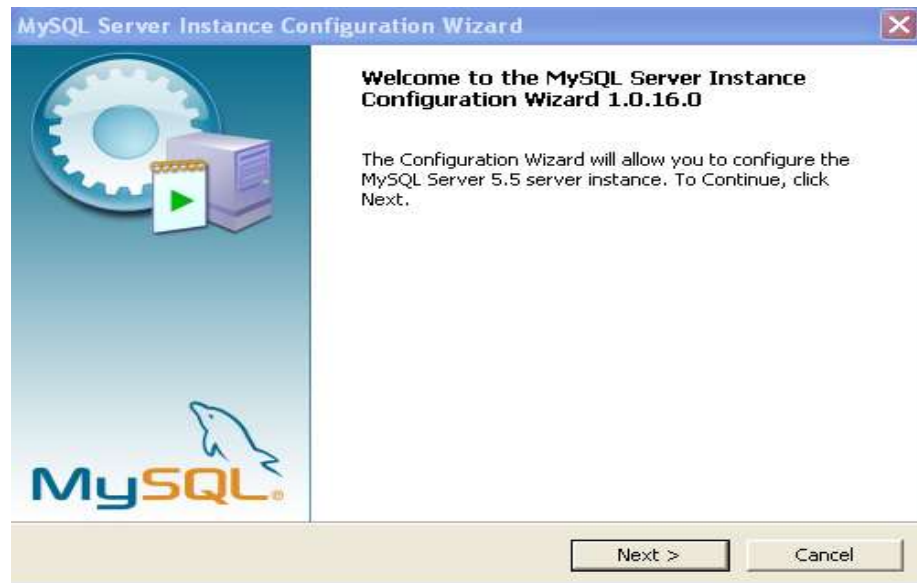 MySQL Server Instance Configuration Wizard
Welcome to the MySQL Server Instance
Configuration Wizard 1.0.16.0
The Configuration Wizard will allow you to configure the
MySQL Server 5.5 server instance. To Continue, click
Next.
MySQL®
Next >
Cancel